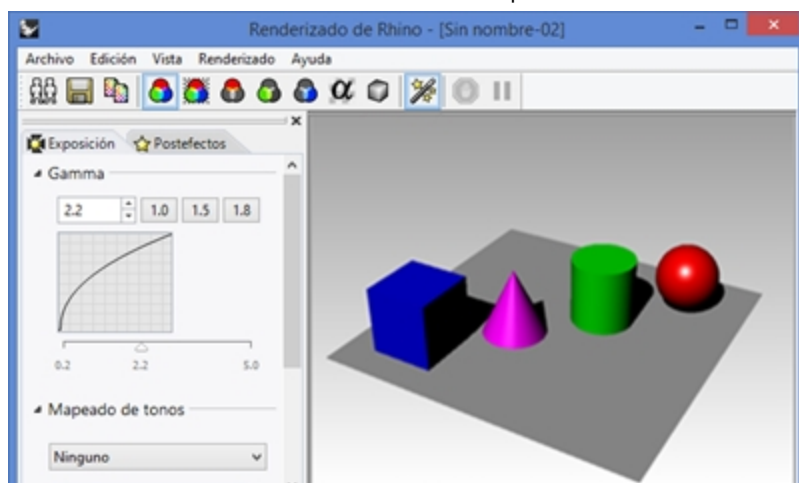 Renderizado de Rhino - [Sin nombre-02]
Archivo Edición Vista Renderizado Ayuda
α
Exposición Postefectos
Gamma
2.2 1.0 1.5 1.8
0.2 2.2 5.0
Mapeado de tonos
Ninguno